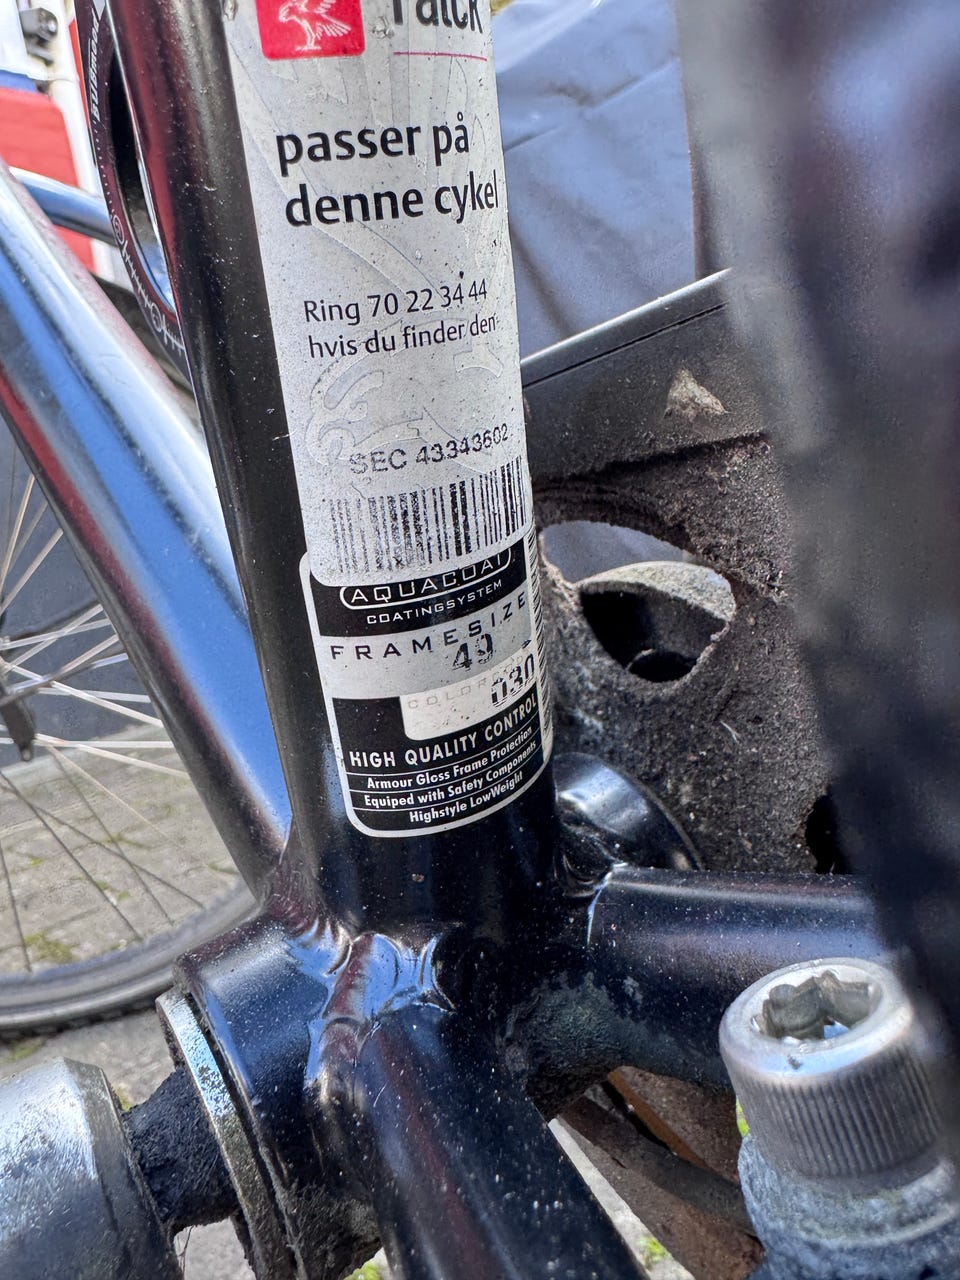 Falck
passer på
denne cykel
Ring 70 22 34 44
hvis du finder den
SEC 43343602
AQUACOAT
COATINGSYSTEM
FRAMESIZE
49
030
HIGH QUALITY CONTROL
Armour Gloss Frame Protection
Equiped with Safety Components
Highstyle LowWeight